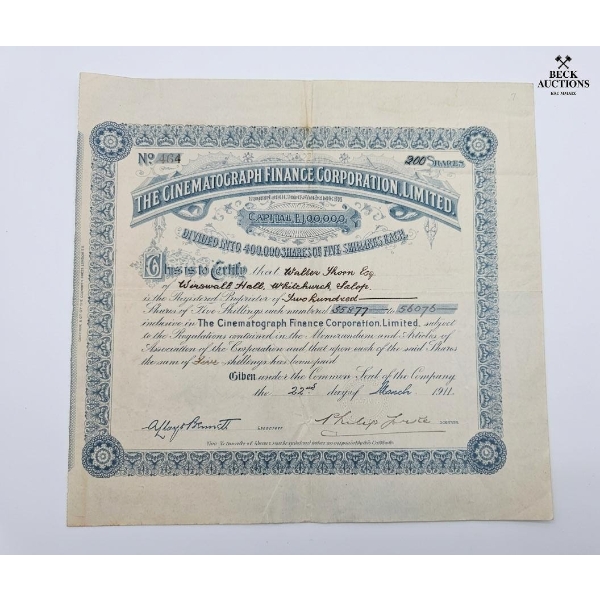 BECK
AUCTIONS
No 464
200 SHARES
THE CINEMATOGRAPH FINANCE CORPORATION, LIMITED.
CAPITAL £100,000,
DIVIDED INTO 400,000 SHARES OF FIVE SHILLINGS EACH.
This is to Certify that Walter Thorn Esq
of Wirswall Hall, Whitchurch Salop
is the Registered Proprietor of Two hundred
Shares of Five Shillings each numbered 55877 to 56076
inclusive in The Cinematograph Finance Corporation, Limited, subject
to the Regulations contained in the Memorandum and Articles of
Association of the Corporation and that upon each of the said Shares
the sum of shillings has been paid.
Given under the Common Seal of the Company
the 22nd day of March 1911.
DIRECTORS